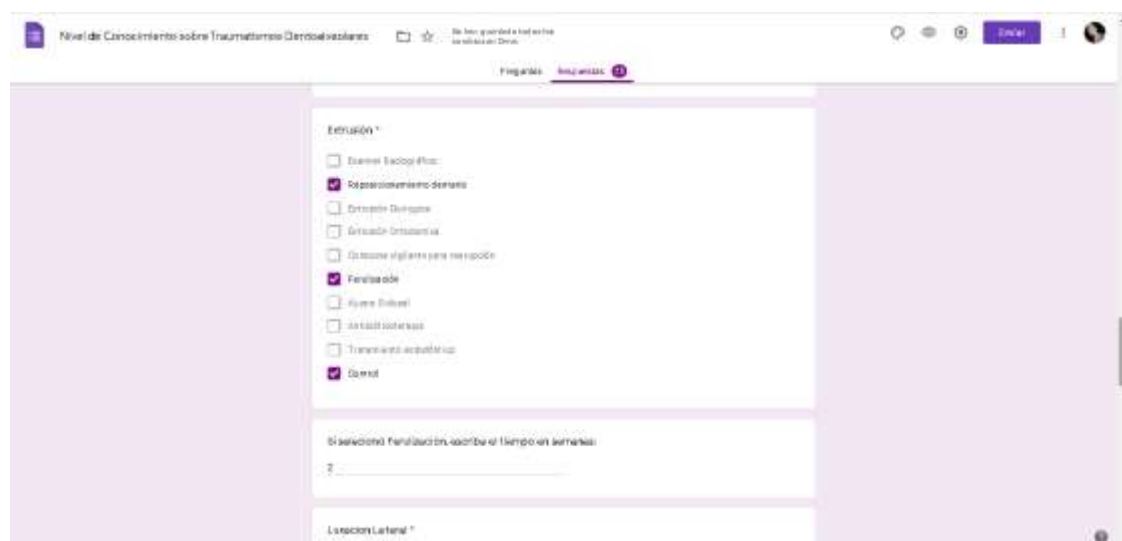 Nivel de Conocimiento sobre Traumatismos Dentoalveolares
Enviar
Preguntas Respuestas
Extrusión *
Examen Radiográfico
Reposicionamiento dentario
Extrusión Quirúrgica
Extrusión Ortodontica
Conducta vigilante para reerupción
Ferulización
Ajuste Oclusal
Antibioticoterapia
Tratamiento endodóntico
Control
Si seleccionó Ferulización, escriba el tiempo en semanas:
2
Luxación Lateral *